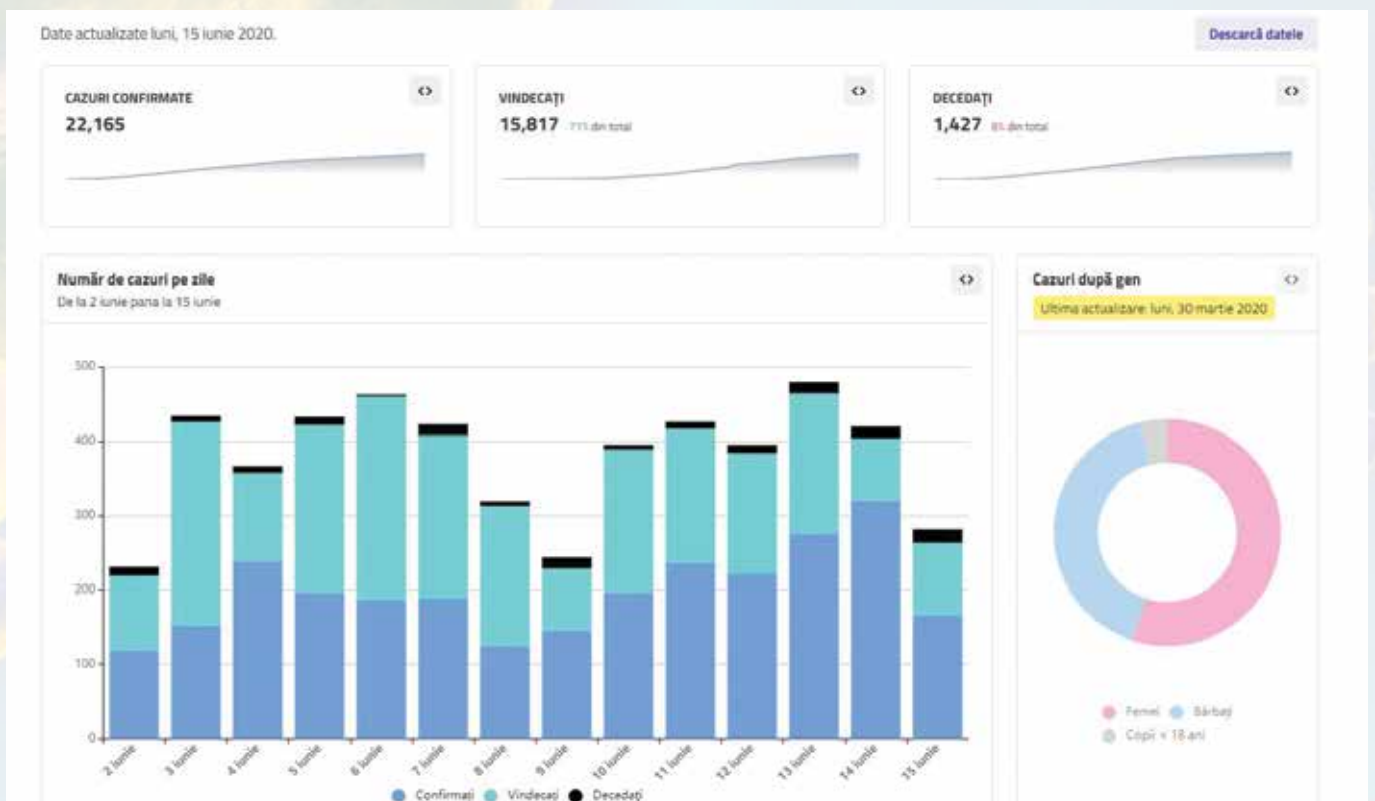 Date actualizate luni, 15 iunie 2020.
Descarcă datele
CAZURI CONFIRMATE
22,165
<>
VINDECAȚI
15,817 71% din total
<>
DECEDAȚI
1,427 din total
<>
Număr de cazuri pe zile
De la 2 iunie pana la 15 iunie
<>
500
400
300
200
100
0
2 iunie
3 iunie
4 iunie
5 iunie
6 iunie
7 iunie
8 iunie
9 iunie
10 iunie
11 iunie
12 iunie
13 iunie
14 iunie
15 iunie
Confirmați Vindecați Decedați
Cazuri după gen
<>
Ultima actualizare: luni, 30 martie 2020
Femei Bărbați
Copii < 18 ani